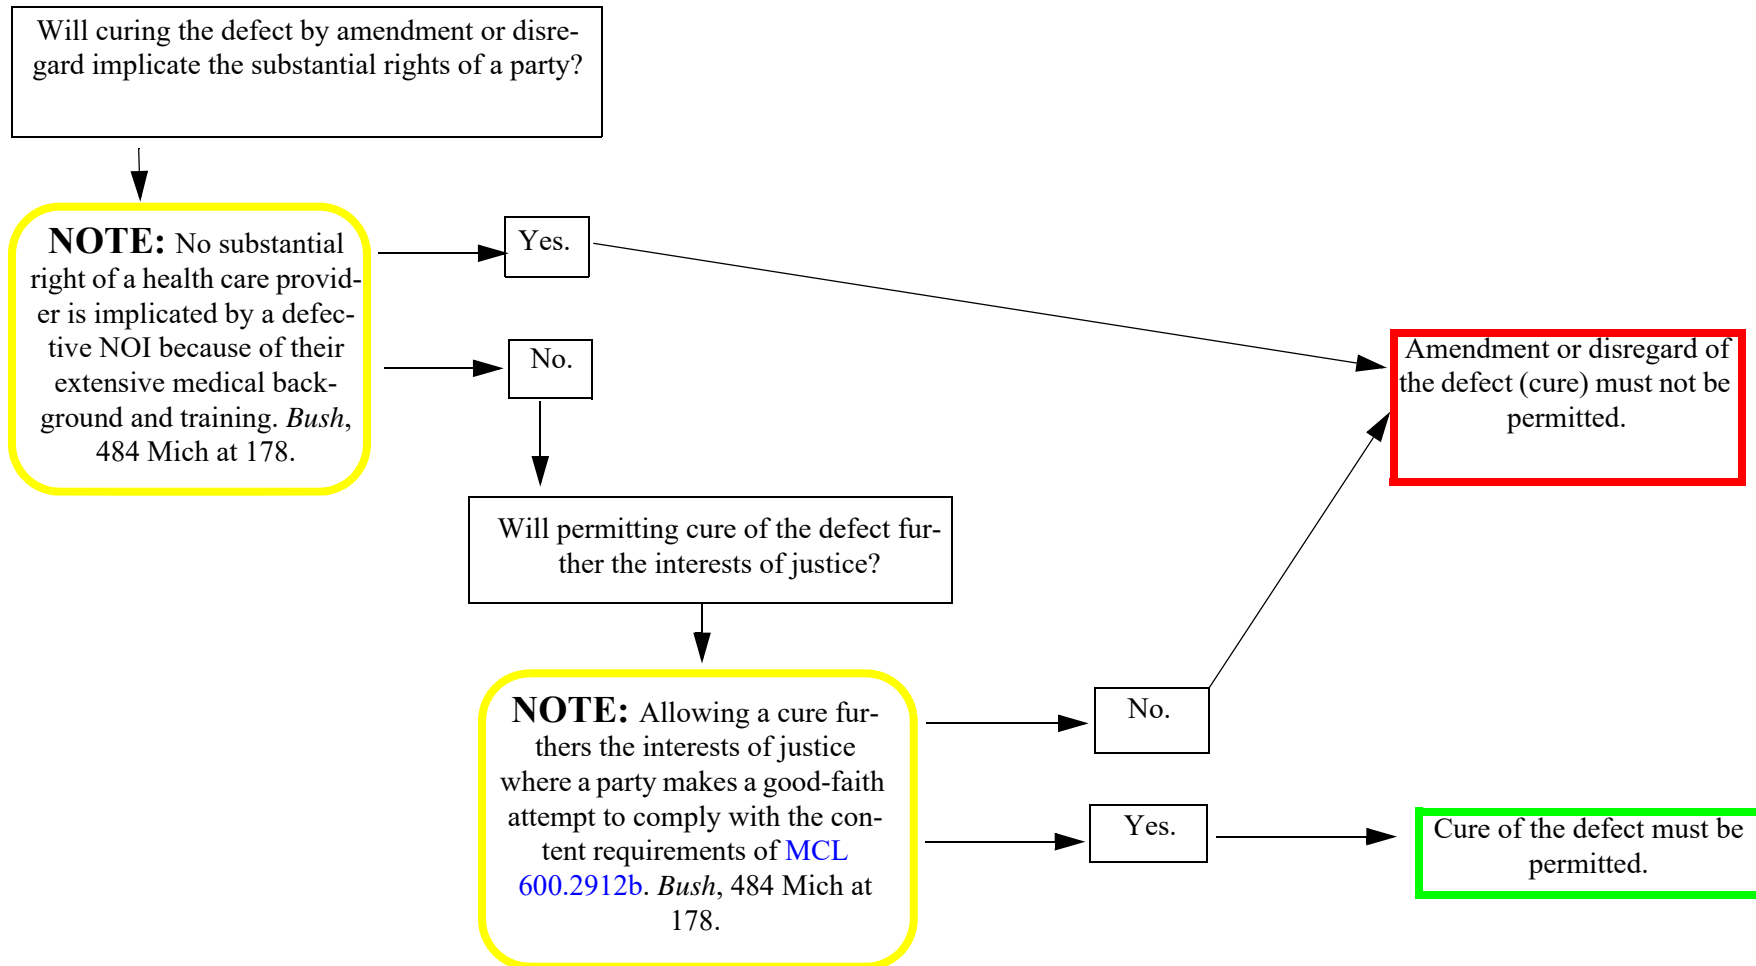 Will curing the defect by amendment or disre-
gard implicate the substantial rights of a party?
NOTE: No substantial
right of a health care provid-
er is implicated by a defec-
tive NOI because of their
extensive medical back-
ground and training. Bush,
484 Mich at 178.
Yes.
No.
Amendment or disregard of
the defect (cure) must not be
permitted.
Will permitting cure of the defect fur-
ther the interests of justice?
NOTE: Allowing a cure fur-
thers the interests of justice
where a party makes a good-faith
attempt to comply with the con-
tent requirements of MCL
600.2912b. Bush, 484 Mich at
178.
No.
Yes.
Cure of the defect must be
permitted.